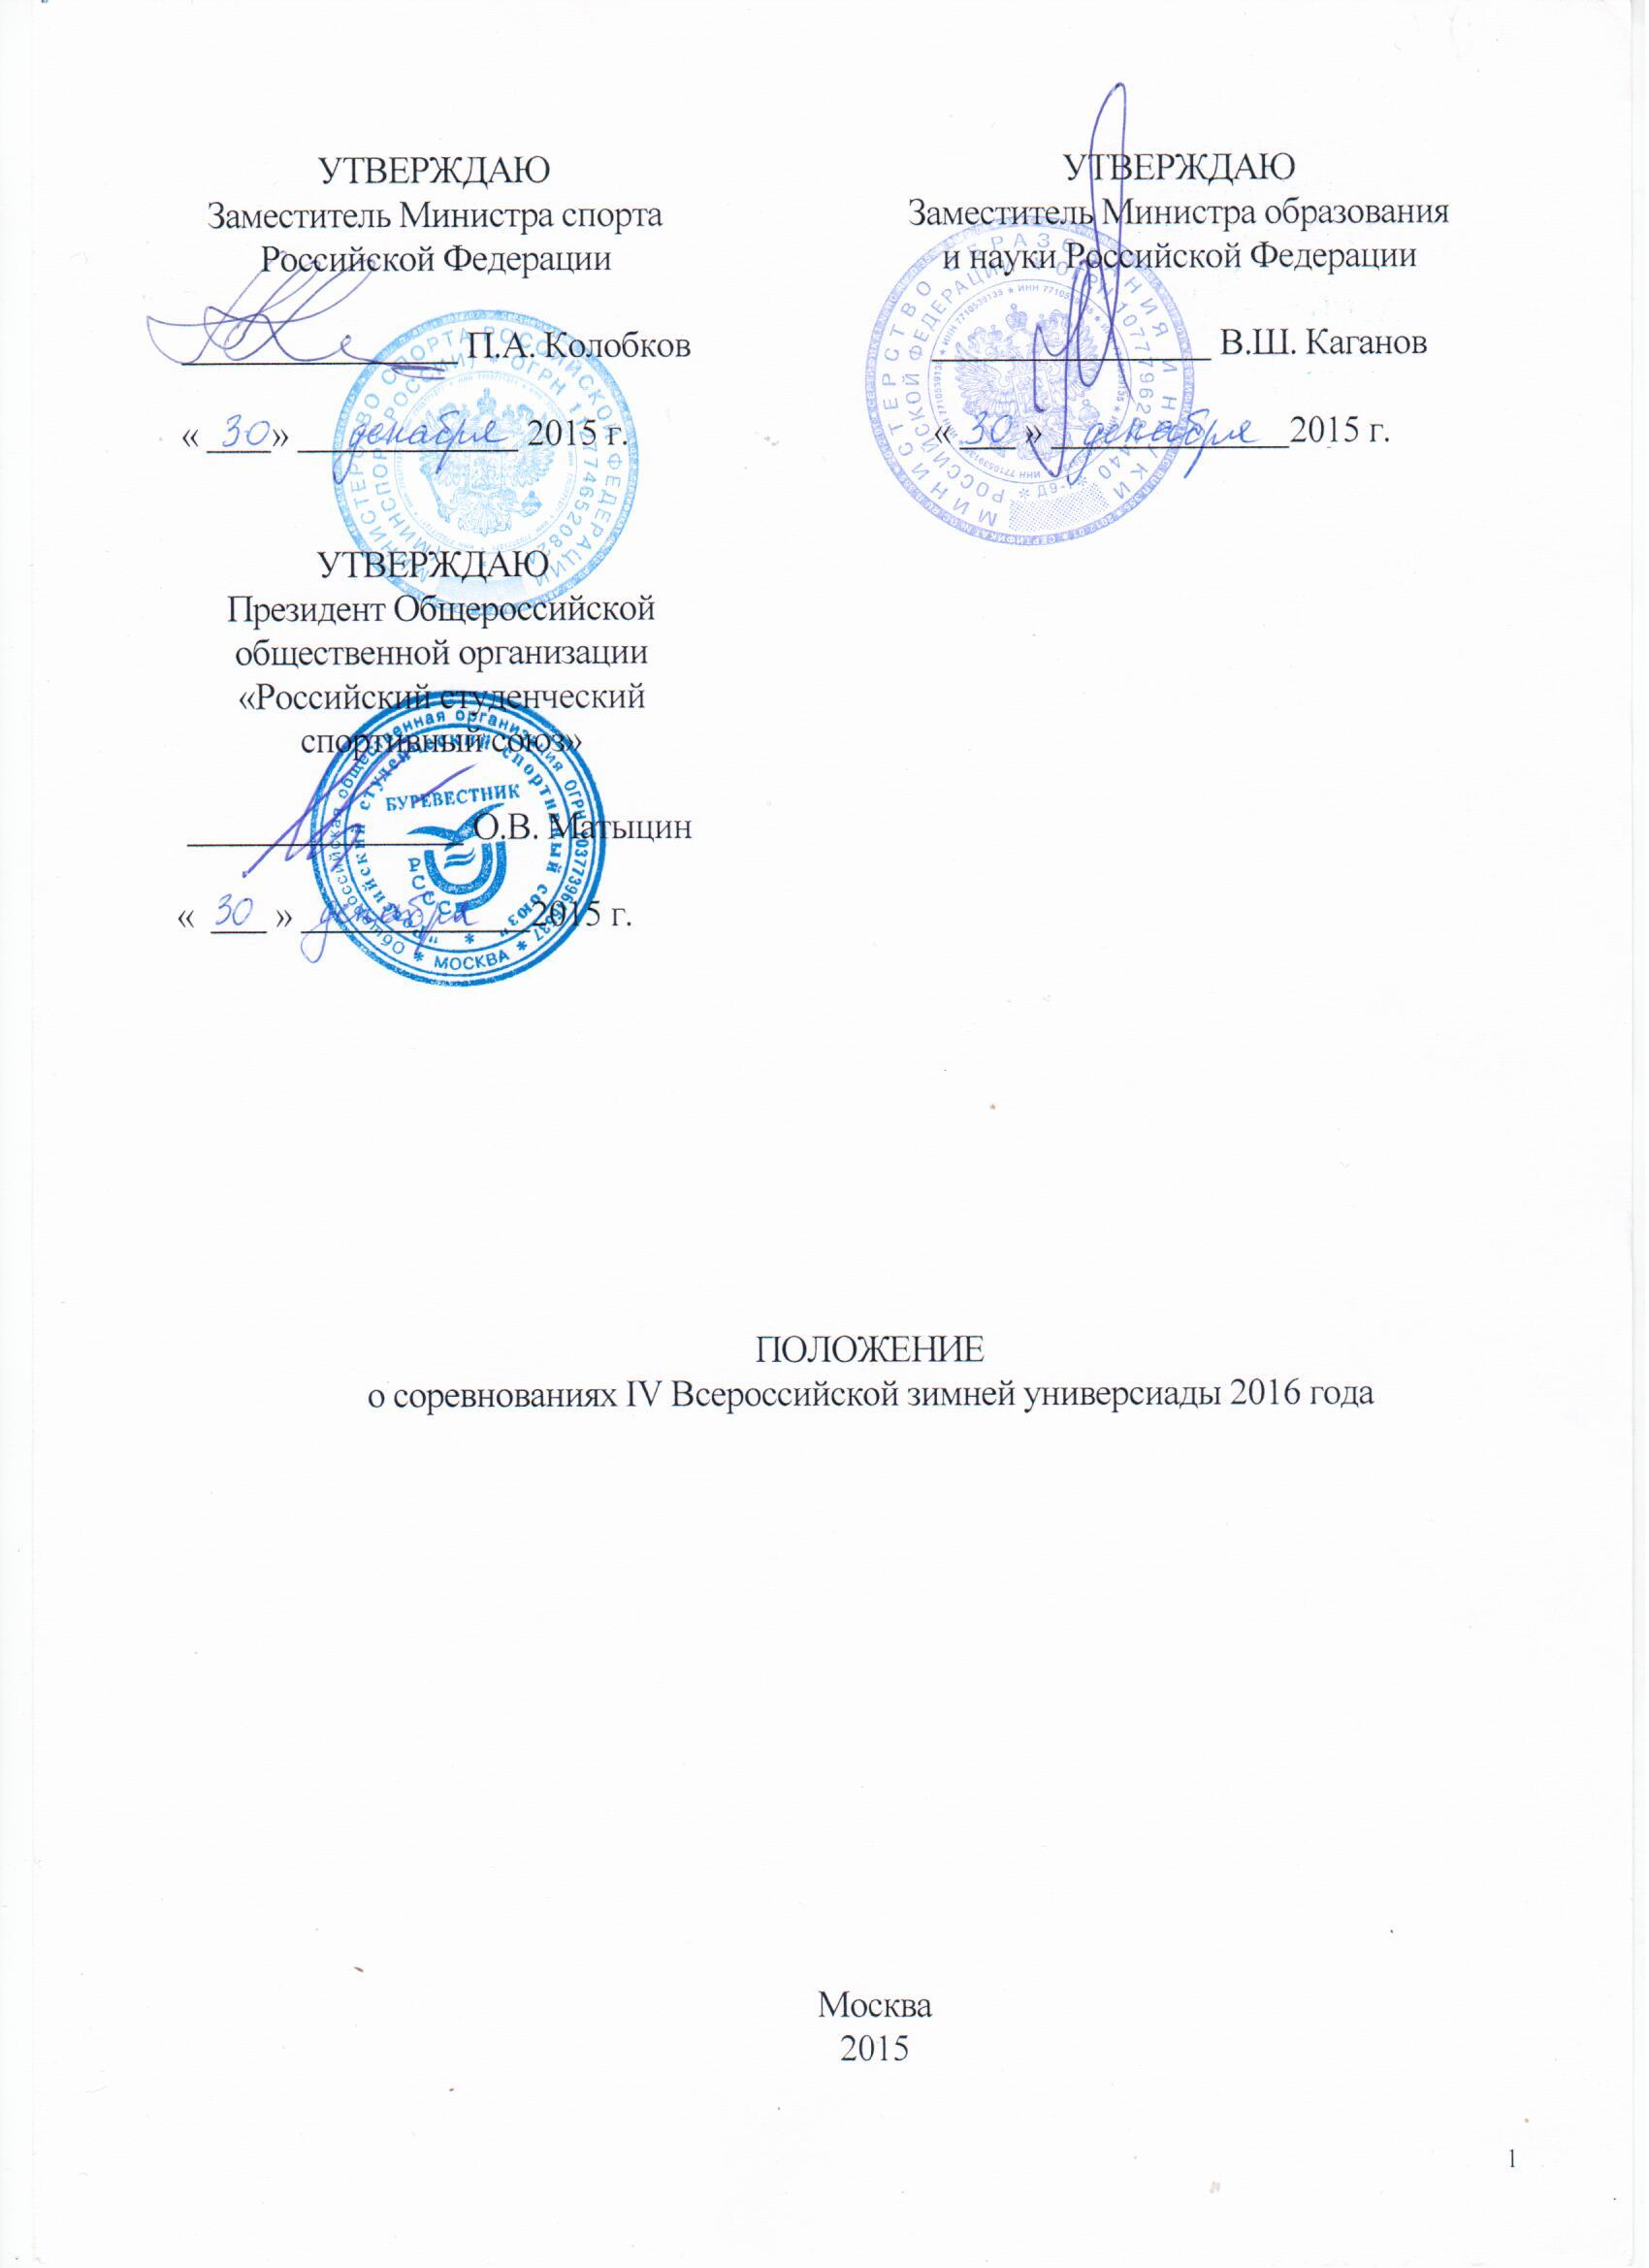 УТВЕРЖДАЮ
Заместитель Министра спорта
Российской Федерации
П.А. Колобков
« 30 » декабря 2015 г.
УТВЕРЖДАЮ
Заместитель Министра образования
и науки Российской Федерации
В.Ш. Каганов
« 30 » декабря 2015 г.
УТВЕРЖДАЮ
Президент Общероссийской
общественной организации
«Российский студенческий
спортивный союз»
О.В. Матыцин
« 30 » декабря 2015 г.
БУРЕВЕСТНИК
МОСКВА
ПОЛОЖЕНИЕ
о соревнованиях IV Всероссийской зимней универсиады 2016 года
Москва
2015
1